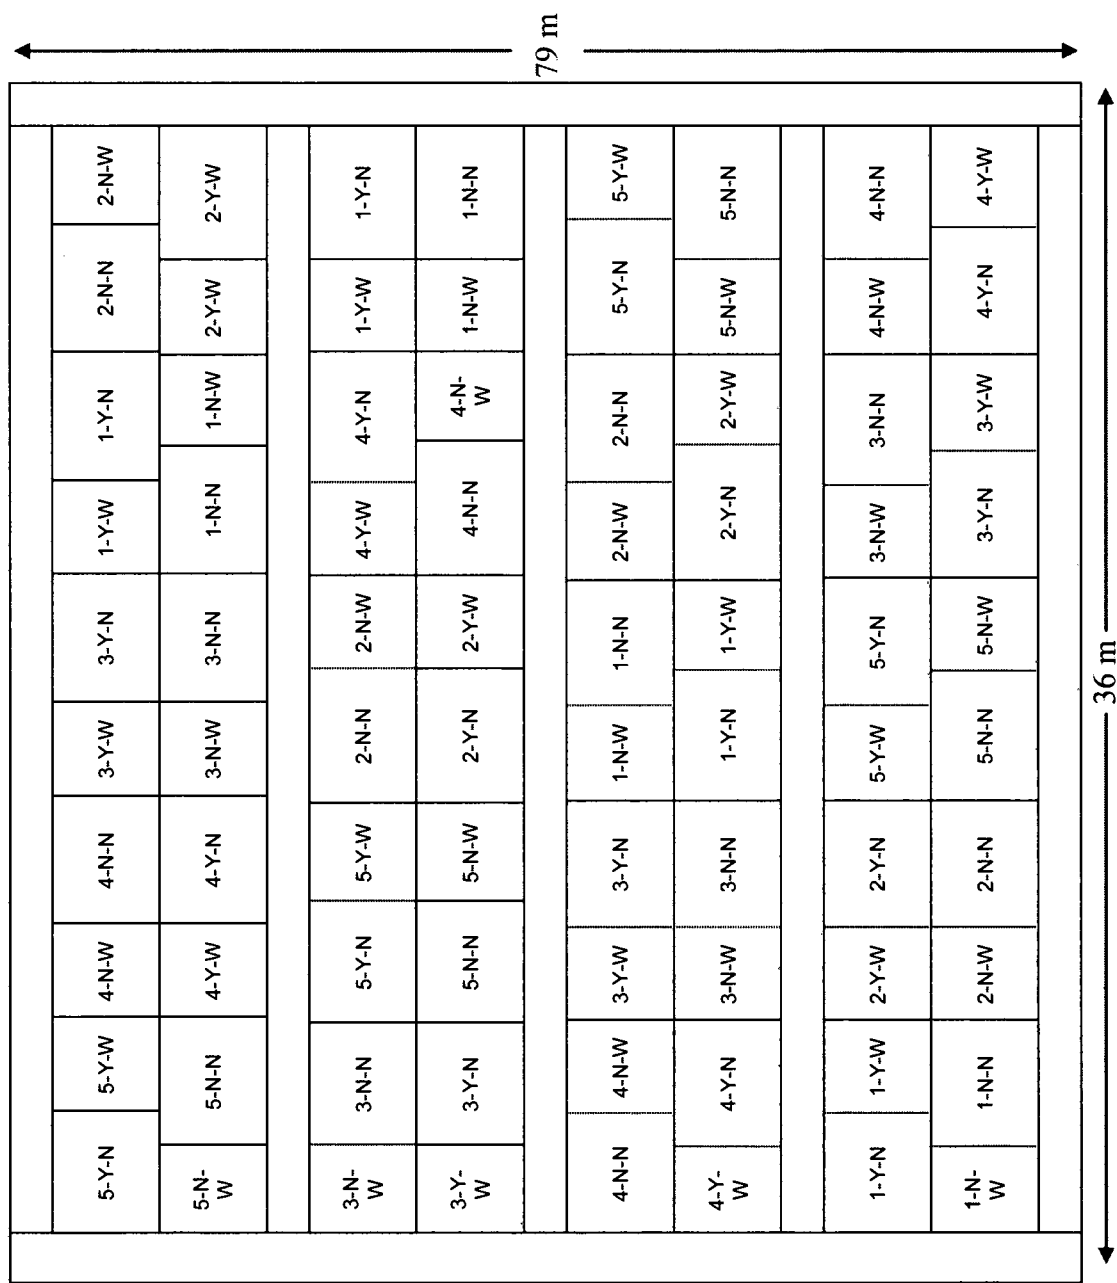 79 m
5-Y-N
5-Y-W
4-N-W
4-N-N
3-Y-W
3-Y-N
1-Y-W
1-Y-N
2-N-N
2-N-W
5-N-
W
5-N-N
4-Y-W
4-Y-N
3-N-W
3-N-N
1-N-N
1-N-W
2-Y-W
2-Y-W
3-N-
W
3-N-N
5-Y-N
5-Y-W
2-N-N
2-N-W
4-Y-W
4-Y-N
1-Y-W
1-Y-N
3-Y-
W
3-Y-N
5-N-N
5-N-W
2-Y-N
2-Y-W
4-N-N
4-N-
W
1-N-W
1-N-N
4-N-N
4-N-W
3-Y-W
3-Y-N
1-N-W
1-N-N
2-N-W
2-N-N
5-Y-N
5-Y-W
4-Y-
W
4-Y-N
3-N-W
3-N-N
1-Y-N
1-Y-W
2-Y-N
2-Y-W
5-N-W
5-N-N
1-Y-N
1-Y-W
2-Y-W
2-Y-N
5-Y-W
5-Y-N
3-N-W
3-N-N
4-N-W
4-N-N
1-N-
W
1-N-N
2-N-W
2-N-N
5-N-N
5-N-W
3-Y-N
3-Y-W
4-Y-N
4-Y-W
36 m